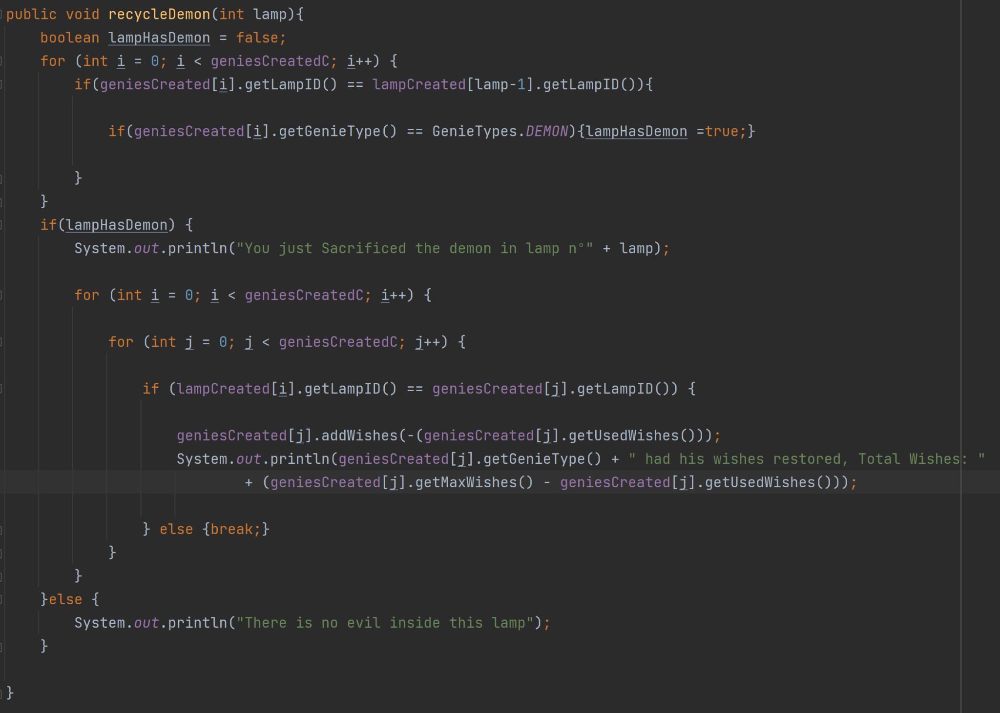 public void recycleDemon(int lamp){
    boolean lampHasDemon = false;
    for (int i = 0; i < geniesCreatedC; i++) {
        if(geniesCreated[i].getLampID() == lampCreated[lamp-1].getLampID()){
            if(geniesCreated[i].getGenieType() == GenieTypes.DEMON){lampHasDemon =true;}
        }
    }
    if(lampHasDemon) {
        System.out.println("You just Sacrificed the demon in lamp nº" + lamp);
        for (int i = 0; i < geniesCreatedC; i++) {
            for (int j = 0; j < geniesCreatedC; j++) {
                if (lampCreated[i].getLampID() == geniesCreated[j].getLampID()) {
                    geniesCreated[j].addWishes(-(geniesCreated[j].getUsedWishes()));
                    System.out.println(geniesCreated[j].getGenieType() + " had his wishes restored, Total Wishes: "
                            + (geniesCreated[j].getMaxWishes() - geniesCreated[j].getUsedWishes()));
                } else {break;}
            }
        }
    }else {
        System.out.println("There is no evil inside this lamp");
    }
}